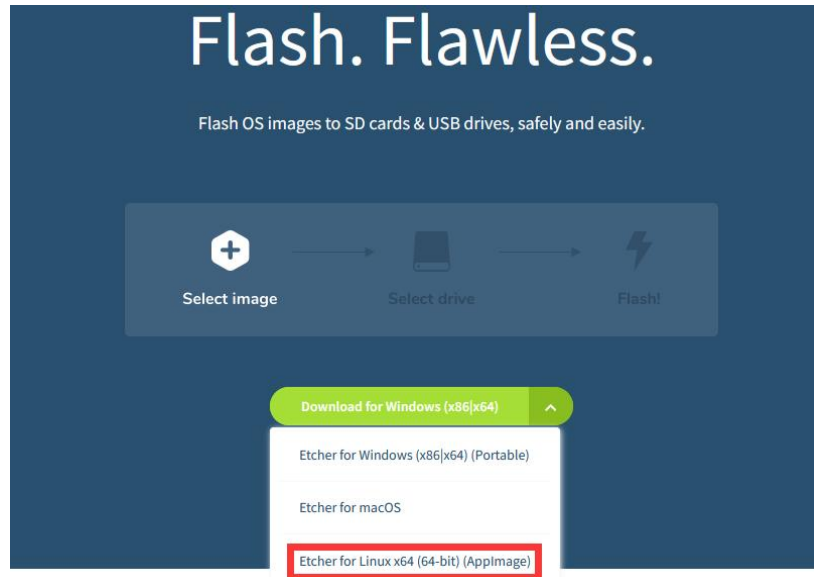 Flash. Flawless.
Flash OS images to SD cards & USB drives, safely and easily.
Select image
Select drive
Flash!
Download for Windows (x86|x64)
Etcher for Windows (x86|x64) (Portable)
Etcher for macOS
Etcher for Linux x64 (64-bit) (AppImage)